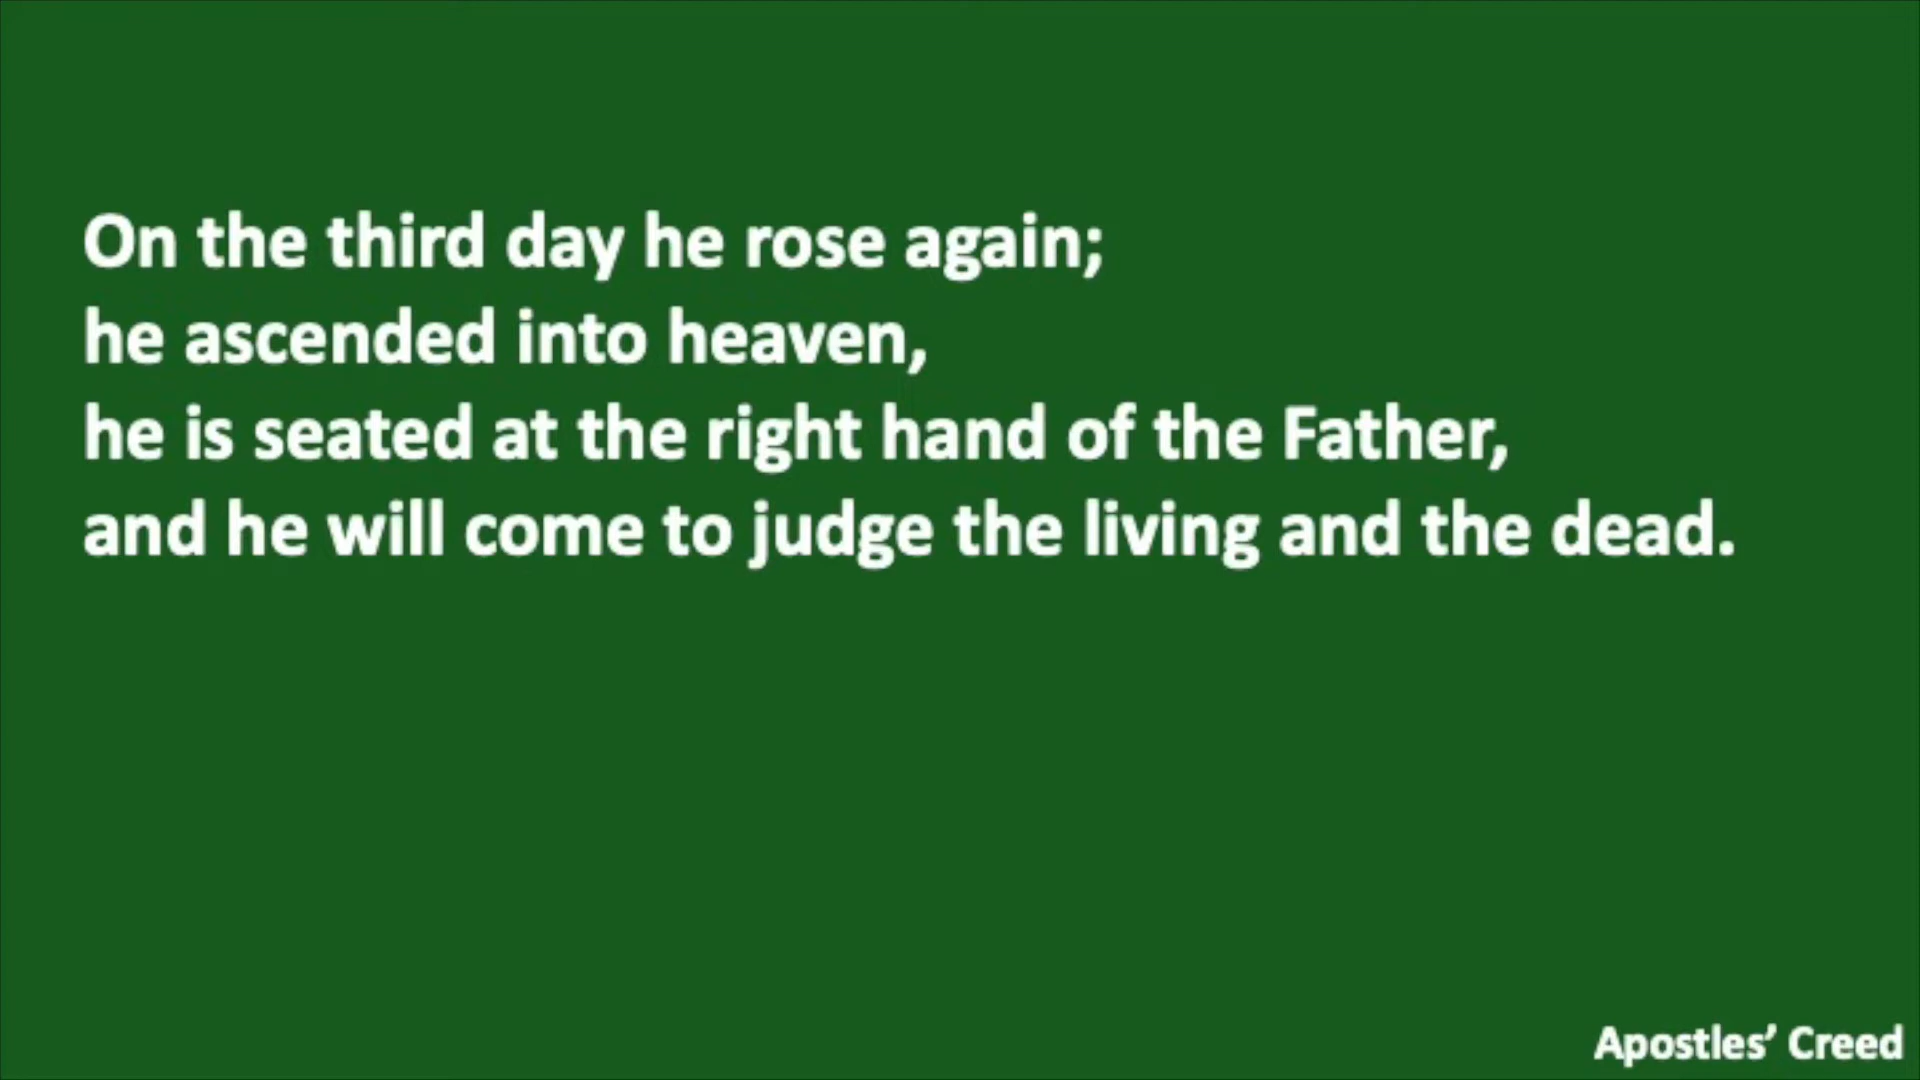 On the third day he rose again;
he ascended into heaven,
he is seated at the right hand of the Father,
and he will come to judge the living and the dead.
Apostles’ Creed